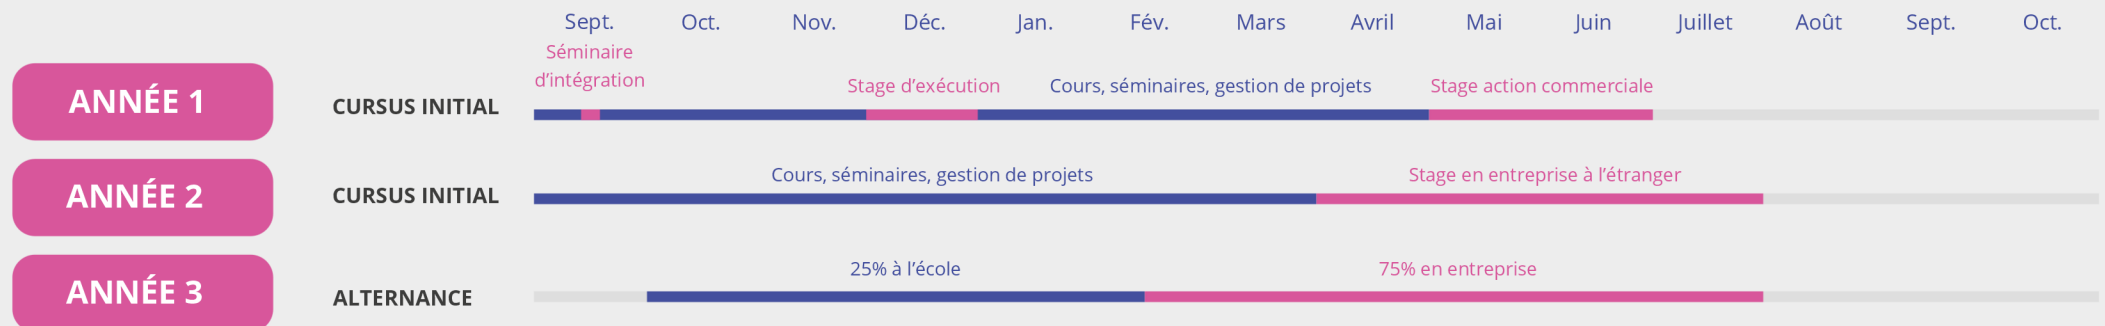 Sept. Oct. Nov. Déc. Jan. Fév. Mars Avril Mai Juin Juillet Août Sept. Oct.
Séminaire
d’intégration
Stage d’exécution
Cours, séminaires, gestion de projets
Stage action commerciale
ANNÉE 1
CURSUS INITIAL
Cours, séminaires, gestion de projets
Stage en entreprise à l’étranger
ANNÉE 2
CURSUS INITIAL
25% à l’école
75% en entreprise
ANNÉE 3
ALTERNANCE